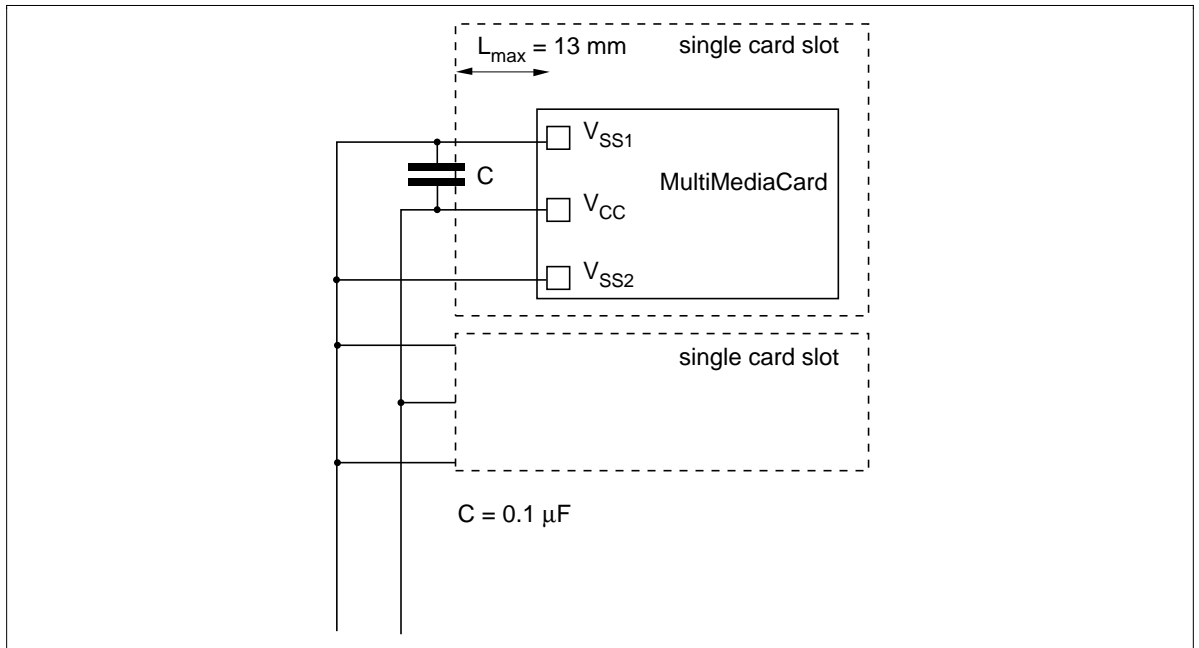 L_max = 13 mm
single card slot
V_SS1
C
MultiMediaCard
V_CC
V_SS2
single card slot
C = 0.1 μF